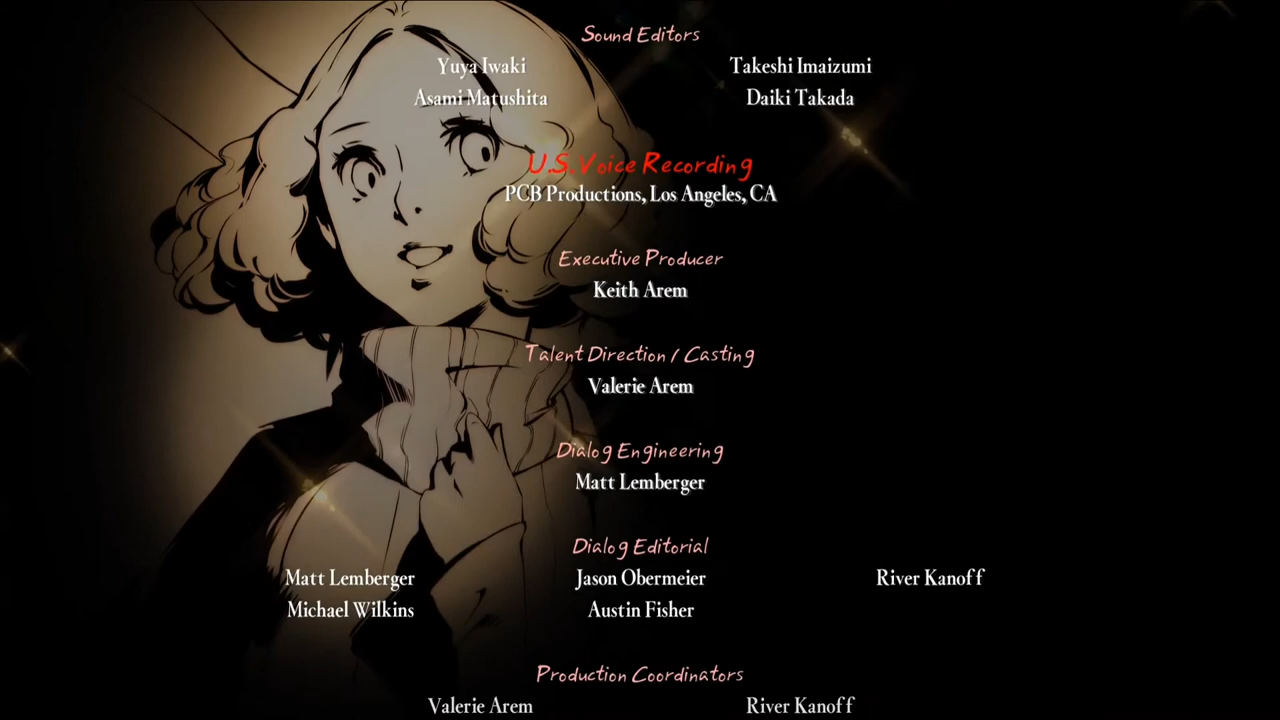 Sound Editors
Yuya Iwaki Takeshi Imaizumi
Asami Matushita Daiki Takada
U.S. Voice Recording
PCB Productions, Los Angeles, CA
Executive Producer
Keith Arem
Talent Direction / Casting
Valerie Arem
Dialog Engineering
Matt Lemberger
Dialog Editorial
Matt Lemberger Jason Obermeier River Kanoff
Michael Wilkins Austin Fisher
Production Coordinators
Valerie Arem River Kanoff